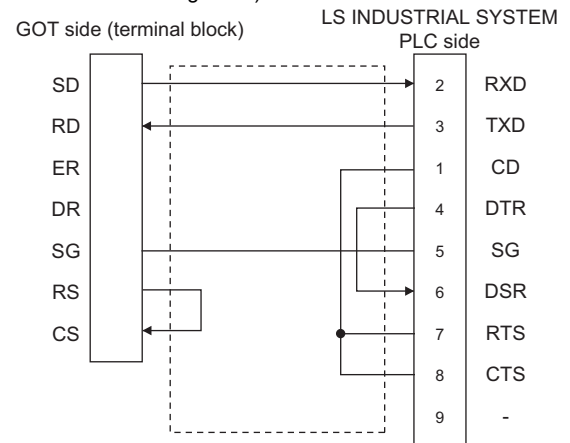 LS INDUSTRIAL SYSTEM
GOT side (terminal block)
PLC side
SD 2 RXD
RD 3 TXD
ER 1 CD
DR 4 DTR
SG 5 SG
RS 6 DSR
CS 7 RTS
8 CTS
9 -